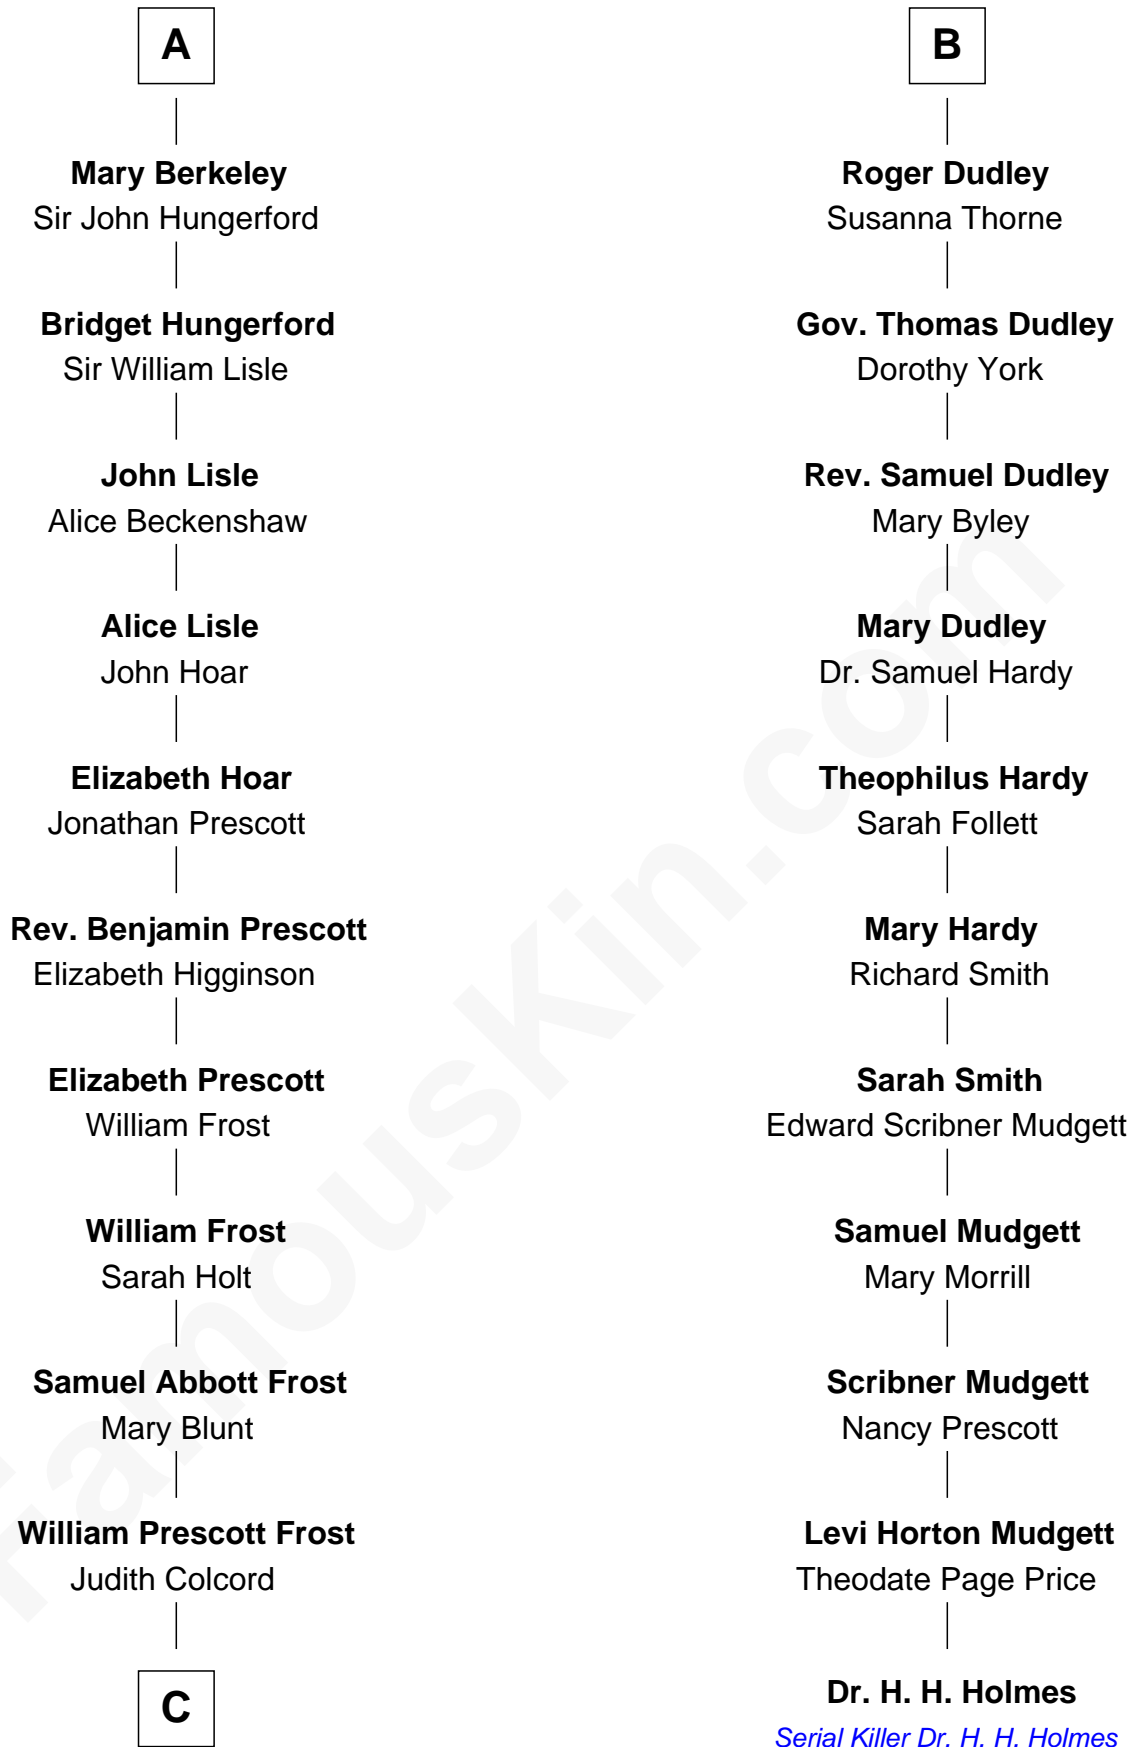 A
Mary Berkeley
Sir John Hungerford
Bridget Hungerford
Sir William Lisle
John Lisle
Alice Beckenshaw
Alice Lisle
John Hoar
Elizabeth Hoar
Jonathan Prescott
Rev. Benjamin Prescott
Elizabeth Higginson
Elizabeth Prescott
William Frost
William Frost
Sarah Holt
Samuel Abbott Frost
Mary Blunt
William Prescott Frost
Judith Colcord
C
B
Roger Dudley
Susanna Thorne
Gov. Thomas Dudley
Dorothy York
Rev. Samuel Dudley
Mary Byley
Mary Dudley
Dr. Samuel Hardy
Theophilus Hardy
Sarah Follett
Mary Hardy
Richard Smith
Sarah Smith
Edward Scribner Mudgett
Samuel Mudgett
Mary Morrill
Scribner Mudgett
Nancy Prescott
Levi Horton Mudgett
Theodate Page Price
Dr. H. H. Holmes
Serial Killer Dr. H. H. Holmes
FamousKin.com